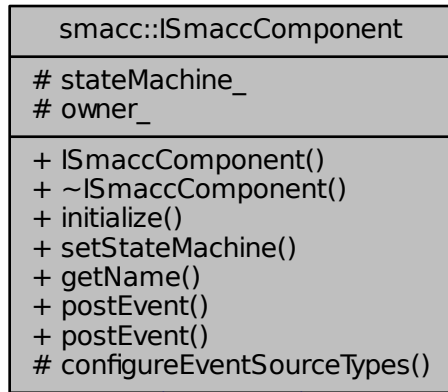 smacc::ISmaccComponent
# stateMachine_
# owner_
+ ISmaccComponent()
+ ~ISmaccComponent()
+ initialize()
+ setStateMachine()
+ getName()
+ postEvent()
+ postEvent()
# configureEventSourceTypes()